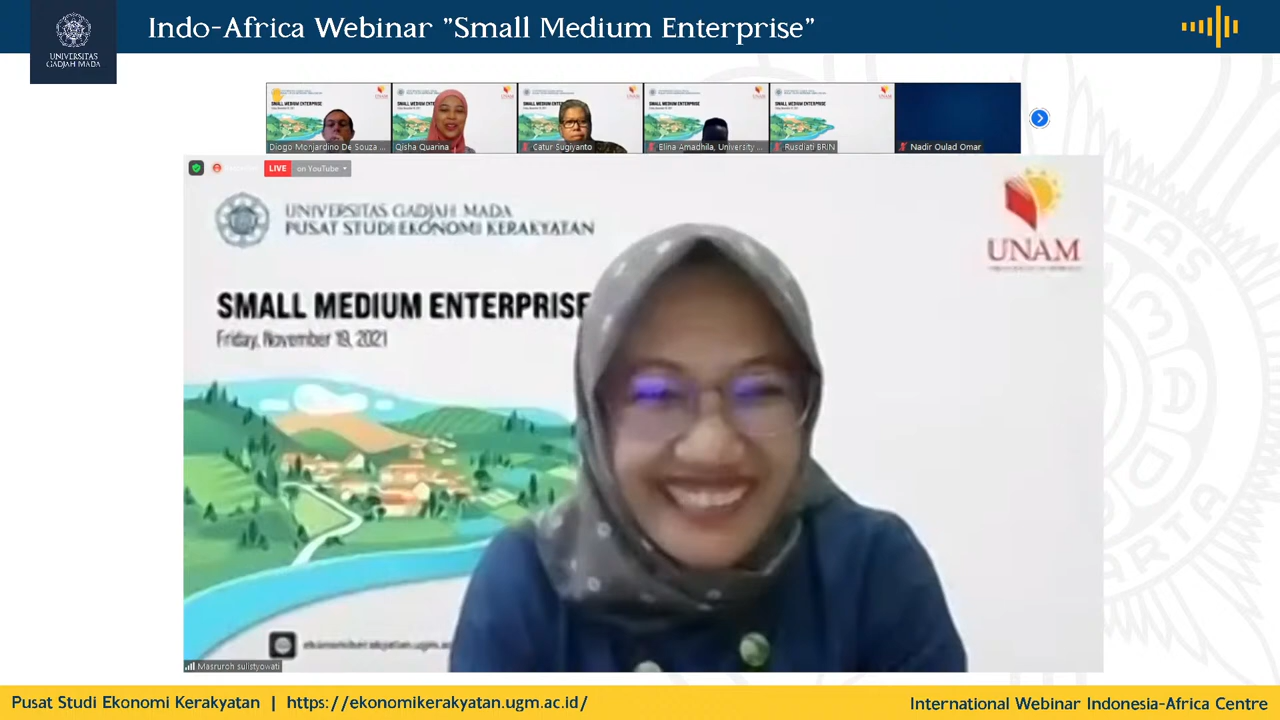 Indo-Africa Webinar "Small Medium Enterprise"
UNIVERSITAS
GADJAH MADA
Diogo Monjardino De Souza ...
Qisha Quarina
Catur Sugiyanto
Elina Amadhila, University ...
Rusdiati BRIN
Nadir Oulad Omar
LIVE on YouTube
UNIVERSITAS GADJAH MADA
PUSAT STUDI EKONOMI KERAKYATAN
UNAM
SMALL MEDIUM ENTERPRISE
Friday, November 19, 2021
ekonomikerakyatan.ugm.ac
Masruroh sulistyowati
Pusat Studi Ekonomi Kerakyatan | https://ekonomikerakyatan.ugm.ac.id/
International Webinar Indonesia-Africa Centre